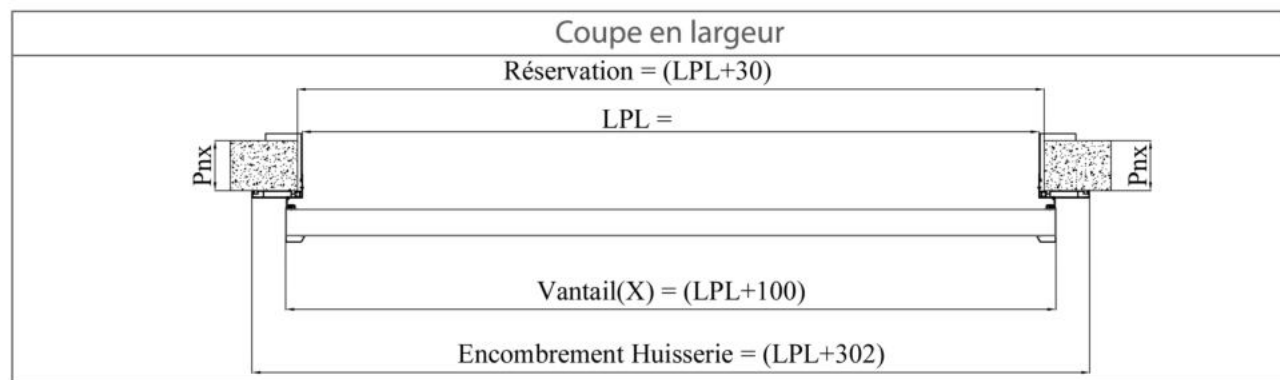 Coupe en largeur
Réservation = (LPL+30)
LPL =
Pnx
Pnx
Vantail(X) = (LPL+100)
Encombrement Huisserie = (LPL+302)